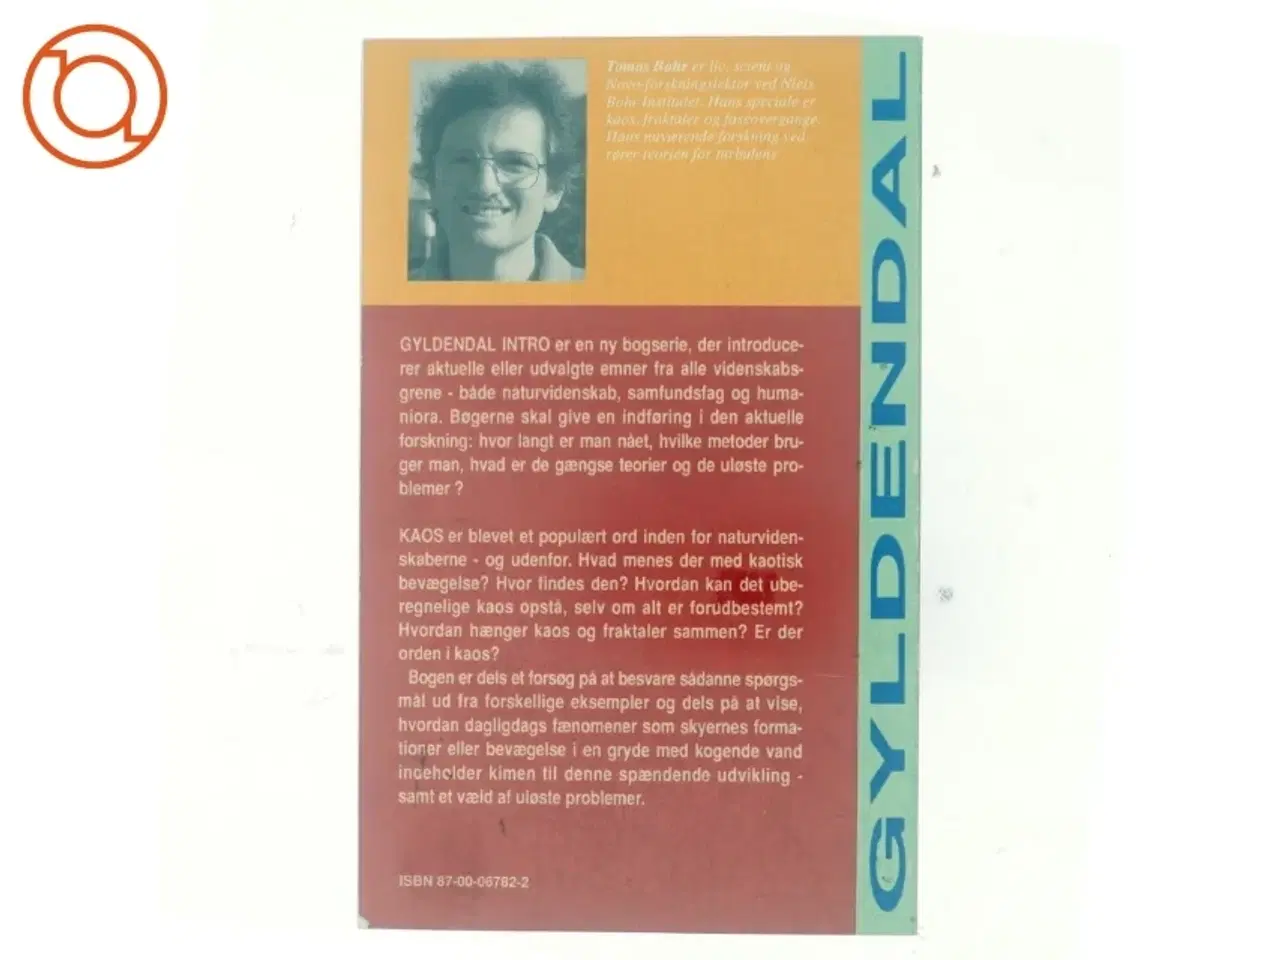 Tomas Bohr er lic. scient og
Novo-forskningslektor ved Niels
Bohr Institutet. Hans speciale er
kaos, fraktaler og faseovergange.
Hans nuværende forskning ved-
rører teorien for turbulens
GYLDENDAL INTRO er en ny bogserie, der introduce-
rer aktuelle eller udvalgte emner fra alle videnskabs-
grene - både naturvidenskab, samfundsfag og huma-
niora. Bøgerne skal give en indføring i den aktuelle
forskning: hvor langt er man nået, hvilke metoder bru-
ger man, hvad er de gængse teorier og de uløste pro-
blemer ?
KAOS er blevet et populært ord inden for naturviden-
skaberne - og udenfor. Hvad menes der med kaotisk
bevægelse? Hvor findes den? Hvordan kan det ube-
regnelige kaos opstå, selv om alt er forudbestemt?
Hvordan hænger kaos og fraktaler sammen? Er der
orden i kaos?
Bogen er dels et forsøg på at besvare sådanne spørgs-
mål ud fra forskellige eksempler og dels på at vise,
hvordan dagligdags fænomener som skyernes forma-
tioner eller bevægelse i en gryde med kogende vand
indeholder kimen til denne spændende udvikling -
samt et væld af uløste problemer.
ISBN 87-00-06782-2
GYLDENDAL